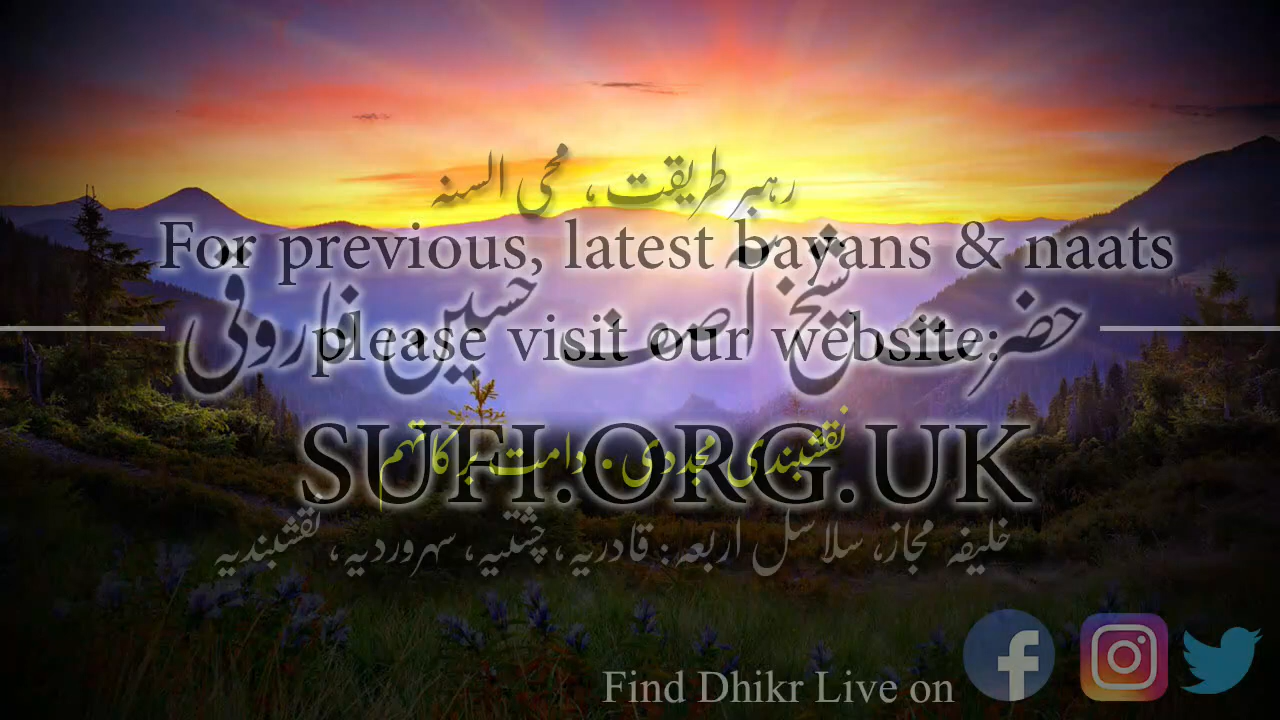 رہبر طریقت، محی السنہ
For previous, latest bayans & naats
حضرت شیخ آصف حسین فاروقی
please visit our website:
نقشبندی مجددی . دامت برکاتہم
SUFI.ORG.UK
خلیفہ مجاز، سلاسل اربعہ: قادریہ، چشتیہ، سہروردیہ، نقشبندیہ
Find Dhikr Live on